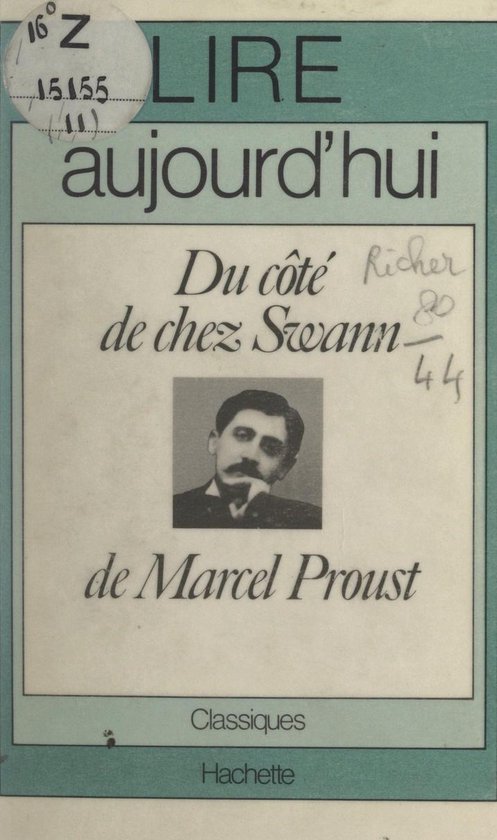 16° Z
15155
(11)
LIRE
aujourd'hui
Du côté
de chez Swann
Richer
80
44
de Marcel Proust
Classiques
Hachette